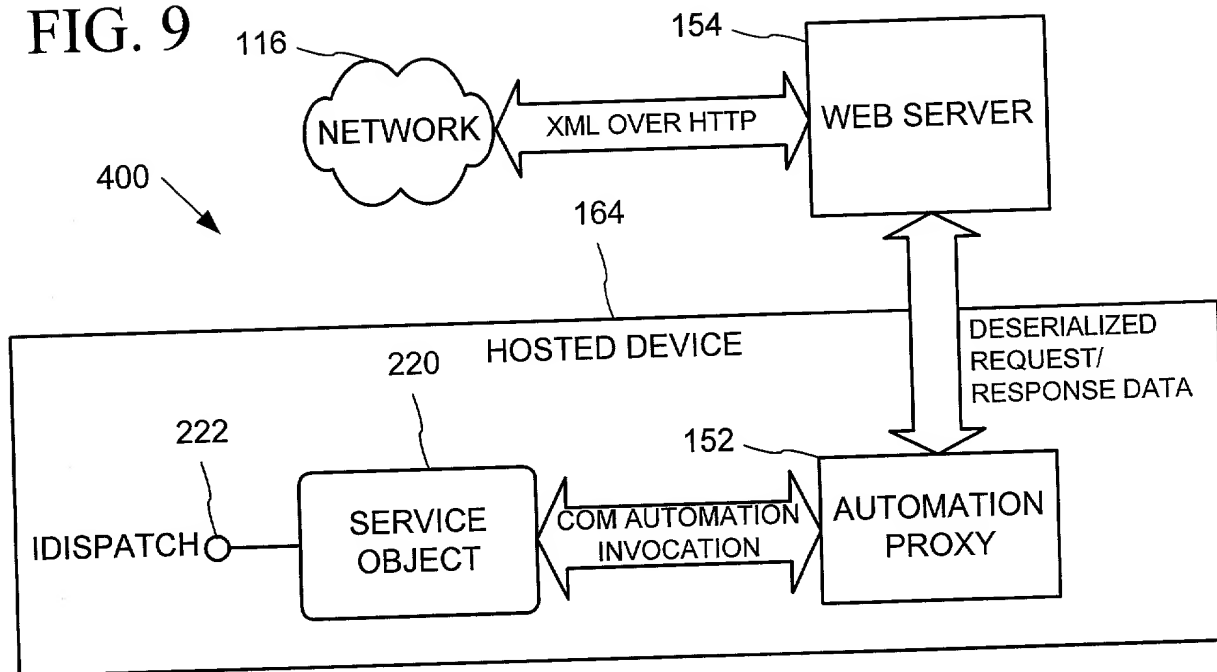 FIG. 9
116
154
NETWORK
XML OVER HTTP
WEB SERVER
400
164
HOSTED DEVICE
DESERIALIZED
REQUEST/
RESPONSE DATA
220
222
152
IDISPATCH
SERVICE
OBJECT
COM AUTOMATION
INVOCATION
AUTOMATION
PROXY